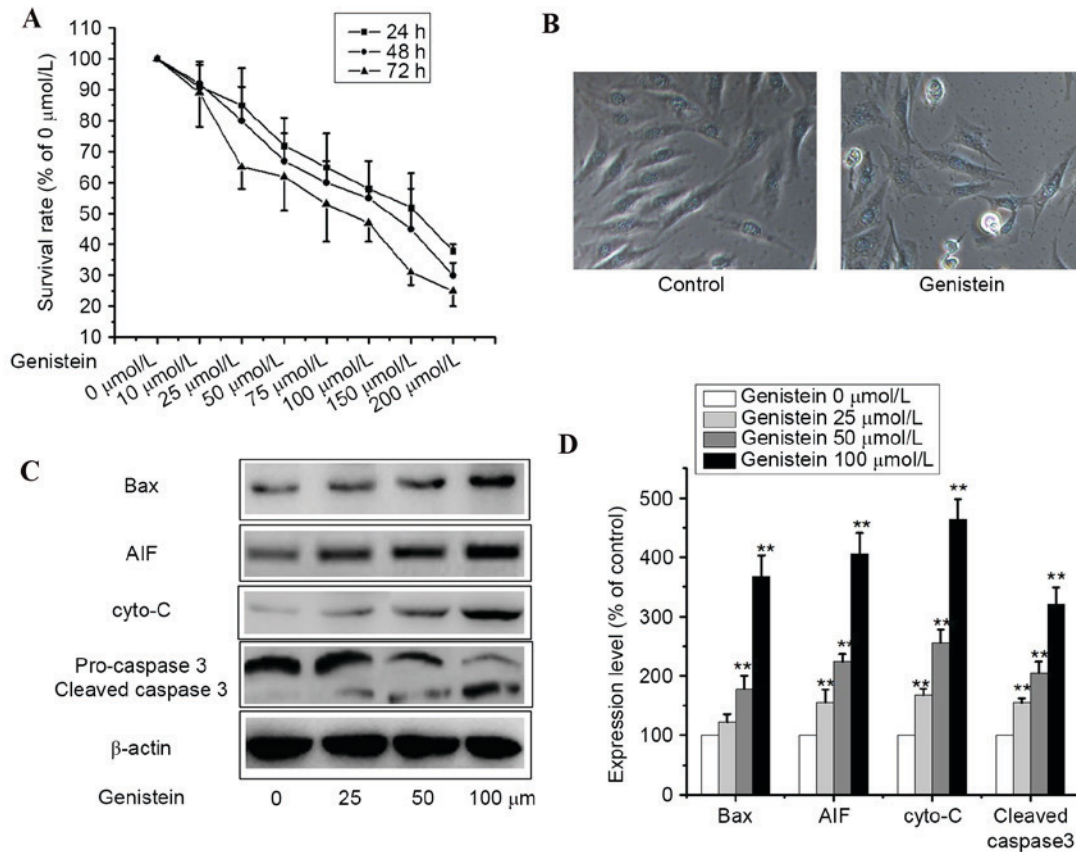 A
110
100
90
80
70
60
50
40
30
20
10
Survival rate (% of 0 μmol/L)
24 h
48 h
72 h
Genistein
0 μmol/L
10 μmol/L
25 μmol/L
50 μmol/L
75 μmol/L
100 μmol/L
150 μmol/L
200 μmol/L
B
Control
Genistein
C
Bax
AIF
cyto-C
Pro-caspase 3
Cleaved caspase 3
β-actin
Genistein 0 25 50 100 μm
D
Genistein 0 μmol/L
Genistein 25 μmol/L
Genistein 50 μmol/L
Genistein 100 μmol/L
Expression level (% of control)
500
400
300
200
100
0
**
**
**
**
**
**
**
**
**
**
**
Bax
AIF
cyto-C
Cleaved
caspase3